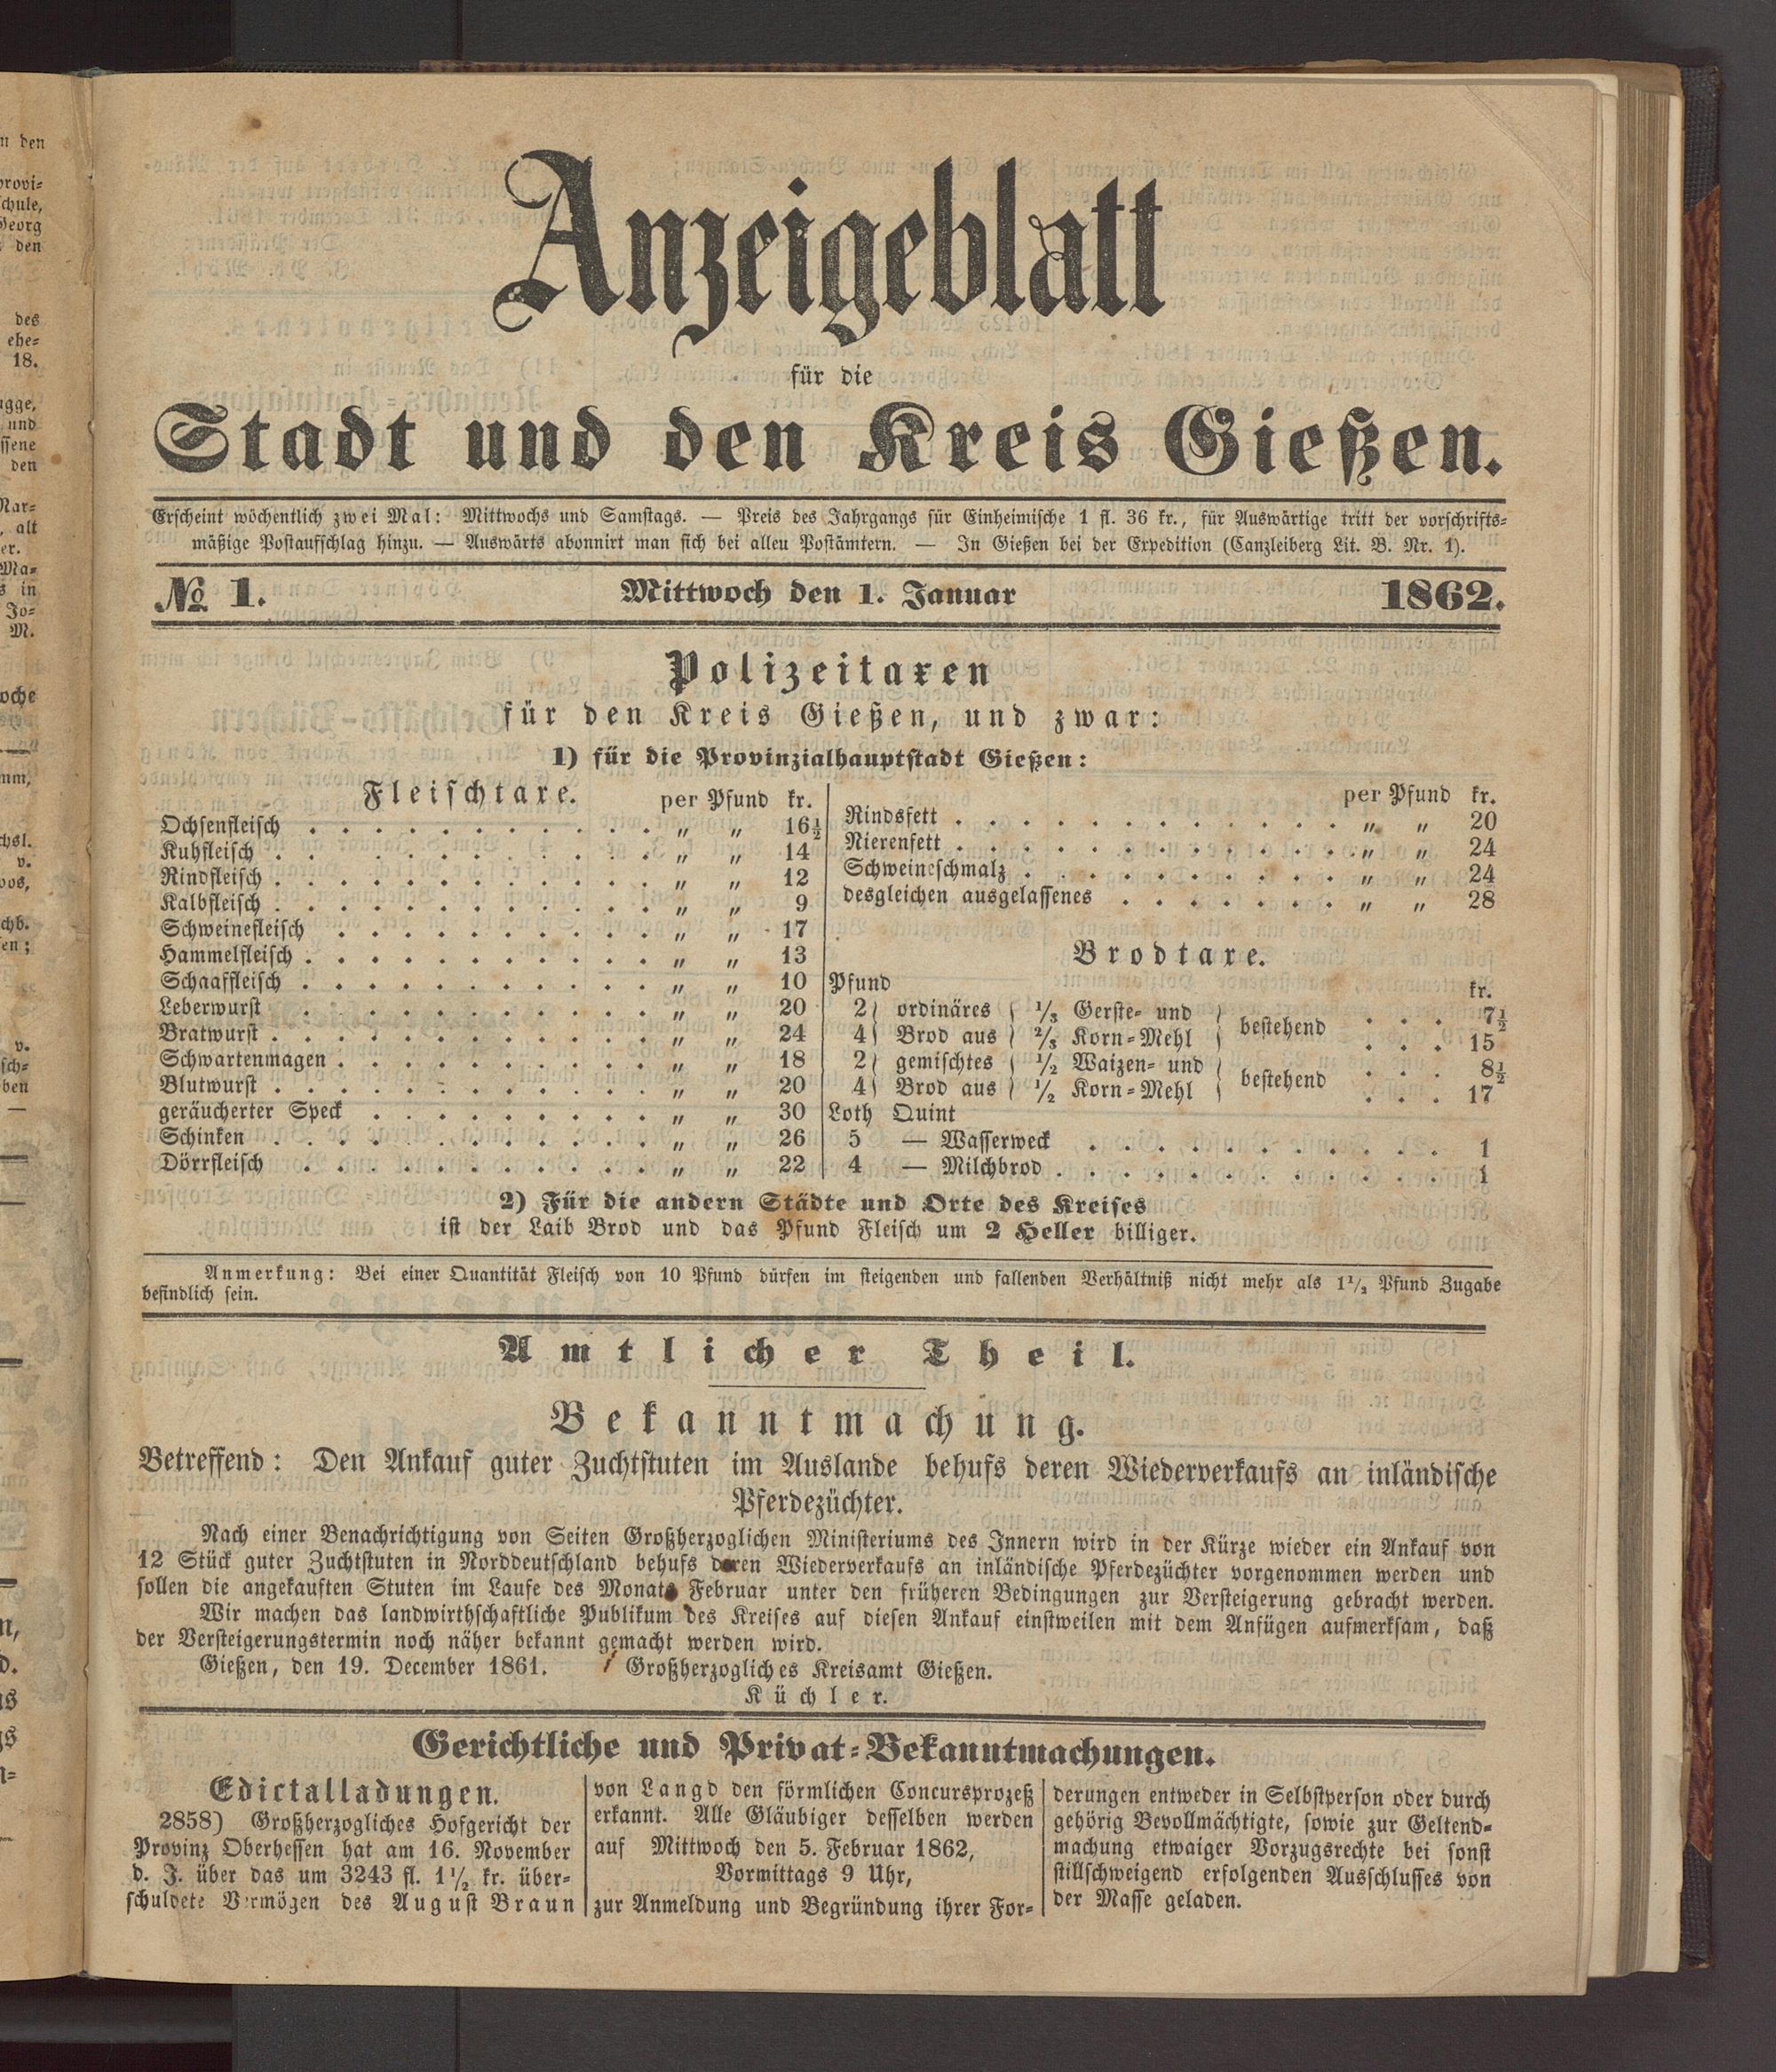 Anzeigeblatt
für die
Stadt und den Kreis Gießen.
Erscheint wöchentlich zwei Mal: Mittwochs und Samstags. — Preis des Jahrgangs für Einheimische 1 fl. 36 kr., für Auswärtige tritt der vorschrifts-
mäßige Postaufschlag hinzu. — Auswärts abonnirt man sich bei alleu Postämtern. — In Gießen bei der Expedition (Canzleiberg Lit. B. Nr. 1).
№ 1. Mittwoch den 1. Januar 1862.
Polizeitaxen
für den Kreis Gießen, und zwar:
1) für die Provinzialhauptstadt Gießen:
Fleischtaxe. per Pfund kr.
Ochsenfleisch . . . . . . . . . . . „ „ 16½
Kuhfleisch . . . . . . . . . . . „ „ 14
Rindfleisch . . . . . . . . . . . . „ „ 12
Kalbfleisch . . . . . . . . . . . . „ „ 9
Schweinefleisch . . . . . . . . . . „ „ 17
Hammelfleisch . . . . . . . . . . . „ „ 13
Schaaffleisch . . . . . . . . . . . „ „ 10
Leberwurst . . . . . . . . . . . „ „ 20
Bratwurst . . . . . . . . . . . . „ „ 24
Schwartenmagen . . . . . . . . . . . „ „ 18
Blutwurst . . . . . . . . . . . . „ „ 20
geräucherter Speck . . . . . . . . . „ „ 30
Schinken . . . . . . . . . . . . „ „ 26
Dörrfleisch . . . . . . . . . . . „ „ 22
per Pfund kr.
Rindsfett . . . . . . . . . . . . . „ „ 20
Nierenfett . . . . . . . . . . . . . „ „ 24
Schweineschmalz . . . . . . . . . . . „ „ 24
desgleichen ausgelassenes . . . . . . . „ „ 28
Brodtaxe.
Pfund kr.
2) ordinäres ( 1/3 Gerste- und ) bestehend . . . 7½
4) Brod aus ( 2/3 Korn-Mehl ) . . . 15
2) gemischtes ( 1/2 Waizen- und ) bestehend . . . 8½
4) Brod aus ( 1/2 Korn-Mehl ) . . . 17
Loth Quint
5 — Wasserweck . . . . . . . . . . . 1
4 — Milchbrod . . . . . . . . . . . . 1
2) Für die andern Städte und Orte des Kreises
ist der Laib Brod und das Pfund Fleisch um 2 Heller billiger.
Anmerkung: Bei einer Quantität Fleisch von 10 Pfund dürfen im steigenden und fallenden Verhältniß nicht mehr als 1½ Pfund Zugabe
befindlich sein.
Amtlicher Theil.
Bekanntmachung.
Betreffend: Den Ankauf guter Zuchtstuten im Auslande behufs deren Wiederverkaufs an inländische
Pferdezüchter.
Nach einer Benachrichtigung von Seiten Großherzoglichen Ministeriums des Innern wird in der Kürze wieder ein Ankauf von
12 Stück guter Zuchtstuten in Norddeutschland behufs deren Wiederverkaufs an inländische Pferdezüchter vorgenommen werden und
sollen die angekauften Stuten im Laufe des Monats Februar unter den früheren Bedingungen zur Versteigerung gebracht werden.
Wir machen das landwirthschaftliche Publikum des Kreises auf diesen Ankauf einstweilen mit dem Anfügen aufmerksam, daß
der Versteigerungstermin noch näher bekannt gemacht werden wird.
Gießen, den 19. December 1861. Großherzogliches Kreisamt Gießen.
Küchler.
Gerichtliche und Privat-Bekanntmachungen.
Edictalladungen.
2858) Großherzogliches Hofgericht der
Provinz Oberhessen hat am 16. November
d. J. über das um 3243 fl. 1½ kr. über-
schuldete Vermögen des August Braun
von Langd den förmlichen Concursprozeß
erkannt. Alle Gläubiger desselben werden
auf Mittwoch den 5. Februar 1862,
Vormittags 9 Uhr,
zur Anmeldung und Begründung ihrer For-
derungen entweder in Selbstperson oder durch
gehörig Bevollmächtigte, sowie zur Geltend-
machung etwaiger Vorzugsrechte bei sonst
stillschweigend erfolgenden Ausschlusses von
der Masse geladen.